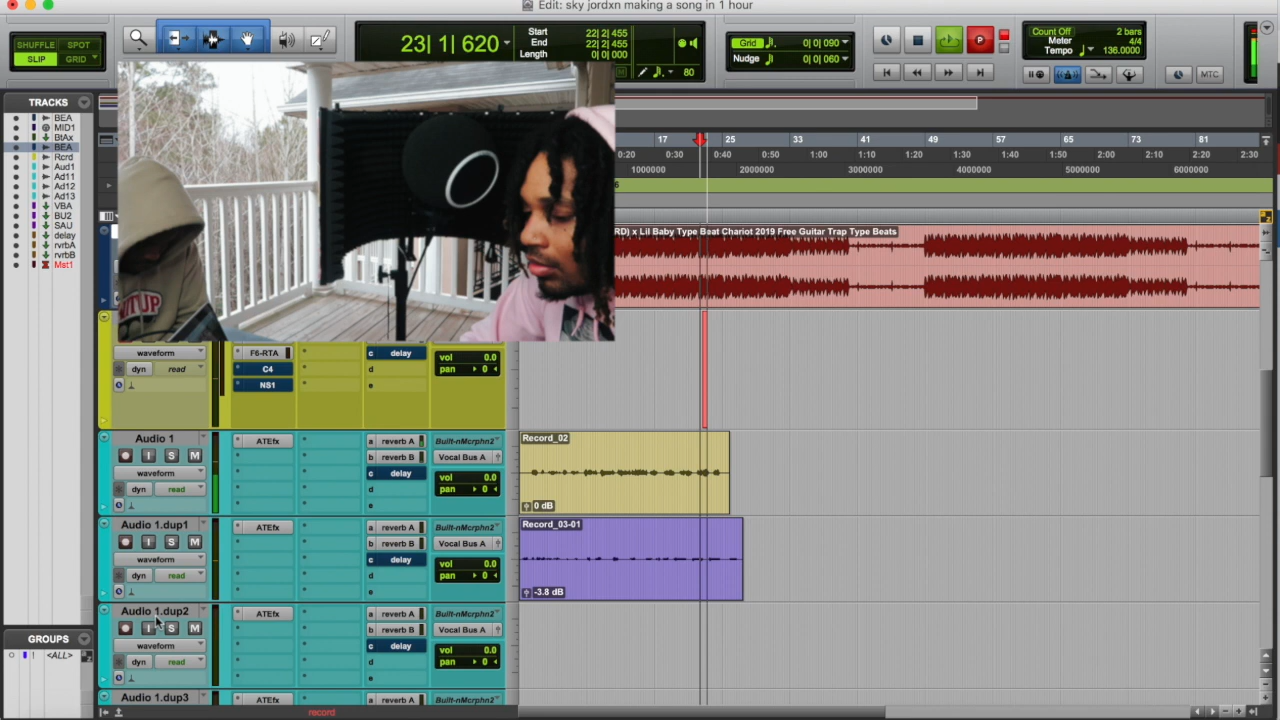 Edit: sky jordxn making a song in 1 hour
SHUFFLE SPOT
SLIP GRID
23| 1| 620
Start 22| 2| 455
End 22| 2| 455
Length 0| 0| 000
80
Grid 0| 0| 090
Nudge 0| 0| 060
Count Off 2 bars
Meter 4/4
Tempo 136.0000
MTC
TRACKS
BEA
MID1
BtAx
BEA
Rcrd
Aud1
Ad11
Ad12
Ad13
VBA
BU2
SAU
delay
rvrbA
rvrbB
Mst1
GROUPS
! <ALL>
17 25 33 41 49 57 65 73 81
0:20 0:30 0:40 0:50 1:00 1:10 1:20 1:30 1:40 1:50 2:00 2:10 2:20 2:30
1000000 2000000 3000000 4000000 5000000 6000000
RD) x Lil Baby Type Beat Chariot 2019 Free Guitar Trap Type Beats
waveform F6-RTA c delay vol 0.0
dyn read C4 d pan 0
NS1 e
Audio 1 ATEfx a reverb A Built-nMcrphn2
I S M b reverb B Vocal Bus A
waveform c delay vol 0.0
dyn read d pan 0
e
Record_02
0 dB
Audio 1.dup1 ATEfx a reverb A Built-nMcrphn2
I S M b reverb B Vocal Bus A
waveform c delay vol 0.0
dyn read d pan 0
e
Record_03-01
-3.8 dB
Audio 1.dup2 ATEfx a reverb A Built-nMcrphn2
I S M b reverb B Vocal Bus A
waveform c delay vol 0.0
dyn read d pan 0
e
Audio 1.dup3 ATEfx a reverb A Built-nMcrphn2
record